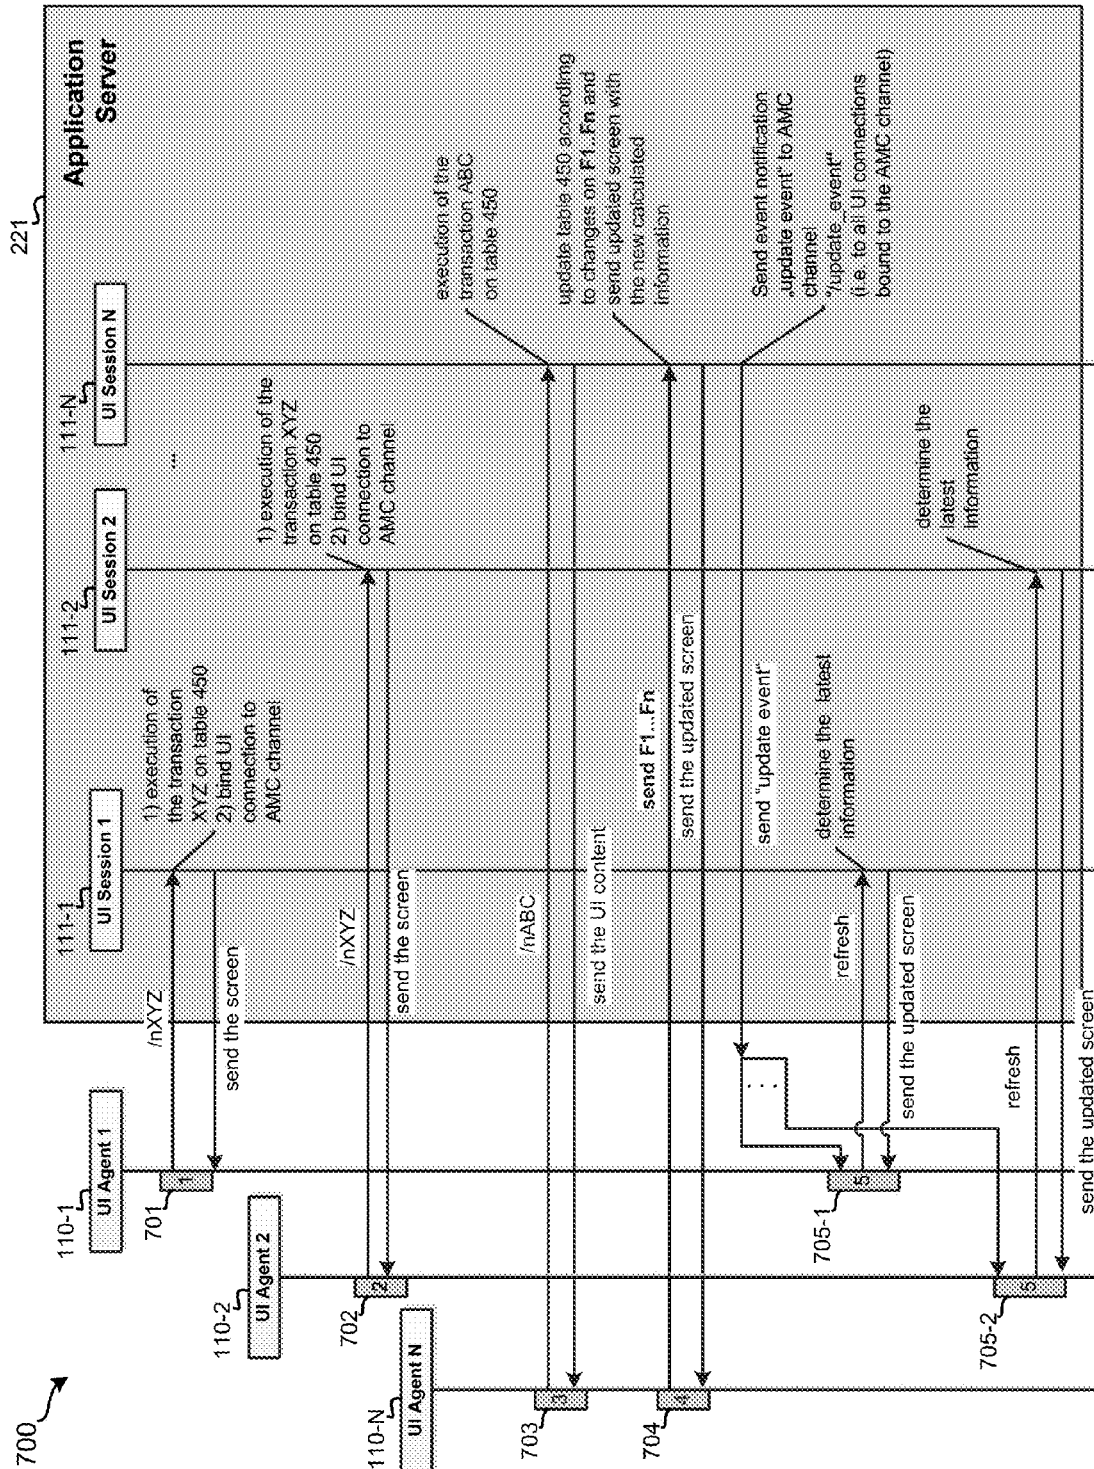 700
221
Application
Server
110-1
UI Agent 1
110-2
UI Agent 2
110-N
UI Agent N
111-1
UI Session 1
111-2
UI Session 2
...
111-N
UI Session N
701
1
/nXYZ
1) execution of
the transaction
XYZ on table 450
2) bind UI
connection to
AMC channel
send the screen
702
2
/nXYZ
1) execution of the
transaction XYZ
on table 450
2) bind UI
connection to
AMC channel
send the screen
703
3
/nABC
execution of the
transaction ABC
on table 450
send the UI content
704
4
send F1...Fn
update table 450 according
to changes on F1..Fn and
send updated screen with
the new calculated
information
send the updated screen
send "update event"
Send event notification
„update event" to AMC
channel
"/update_event"
(i.e. to all UI connections
bound to the AMC channel)
...
705-1
5
refresh
determine the latest
information
send the updated screen
705-2
5
refresh
determine the
latest
information
send the updated screen